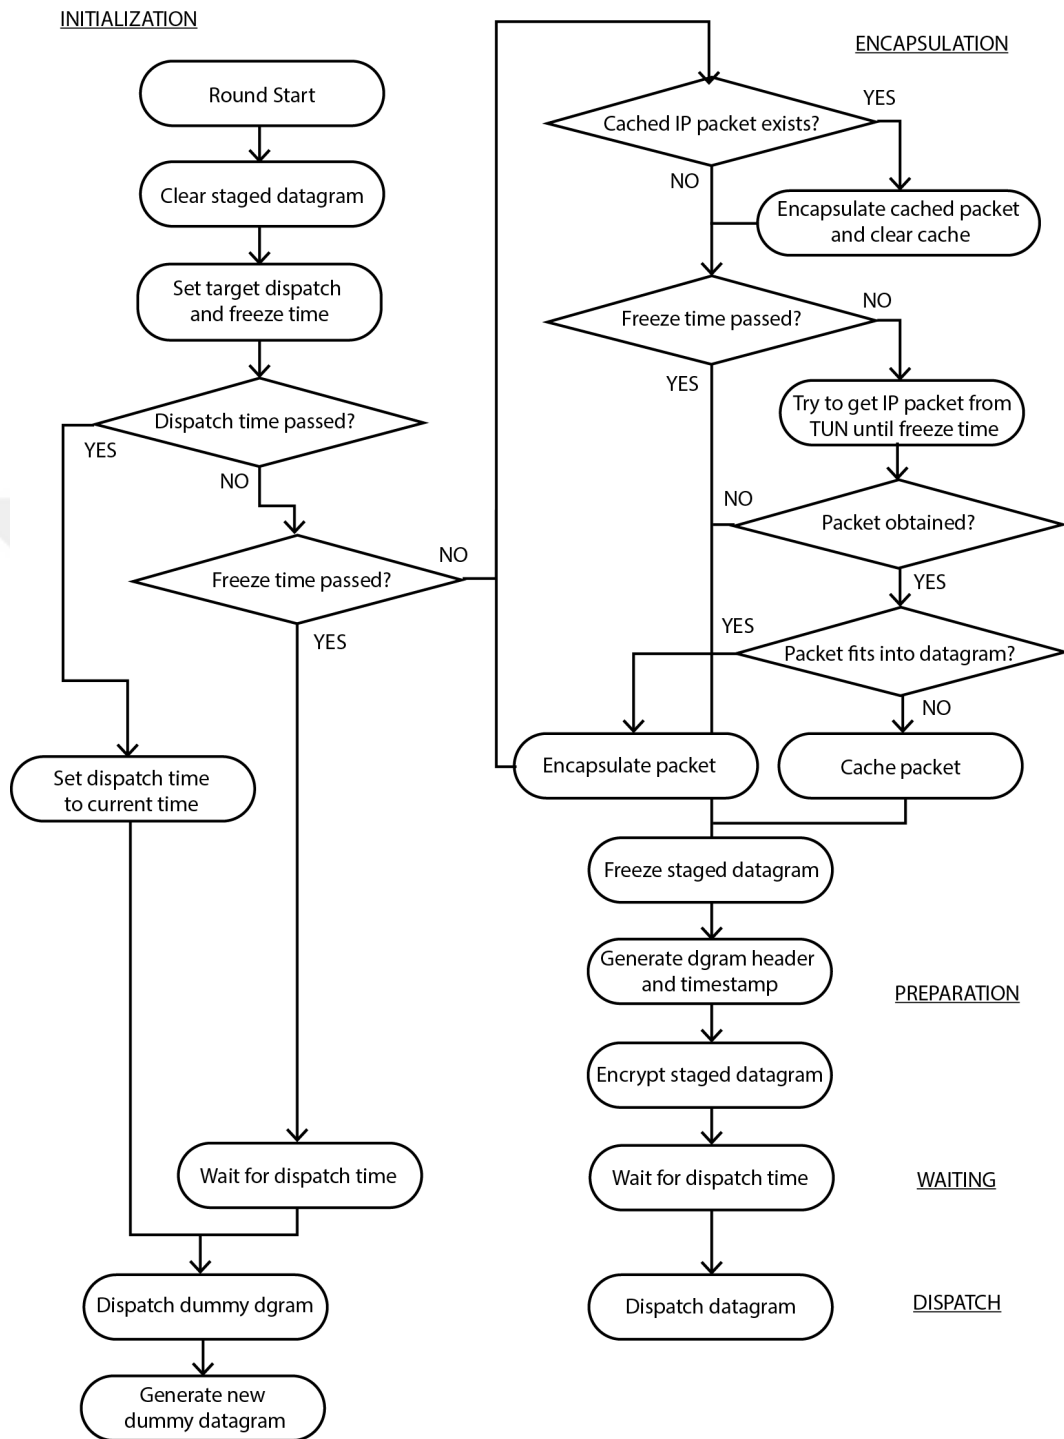 INITIALIZATION
Round Start
Clear staged datagram
Set target dispatch
and freeze time
Dispatch time passed?
YES
NO
Freeze time passed?
NO
YES
Set dispatch time
to current time
Wait for dispatch time
Dispatch dummy dgram
Generate new
dummy datagram
ENCAPSULATION
Cached IP packet exists?
YES
NO
Encapsulate cached packet
and clear cache
Freeze time passed?
NO
YES
Try to get IP packet from
TUN until freeze time
Packet obtained?
NO
YES
Packet fits into datagram?
YES
NO
Encapsulate packet
Cache packet
Freeze staged datagram
Generate dgram header
and timestamp
PREPARATION
Encrypt staged datagram
Wait for dispatch time
WAITING
Dispatch datagram
DISPATCH